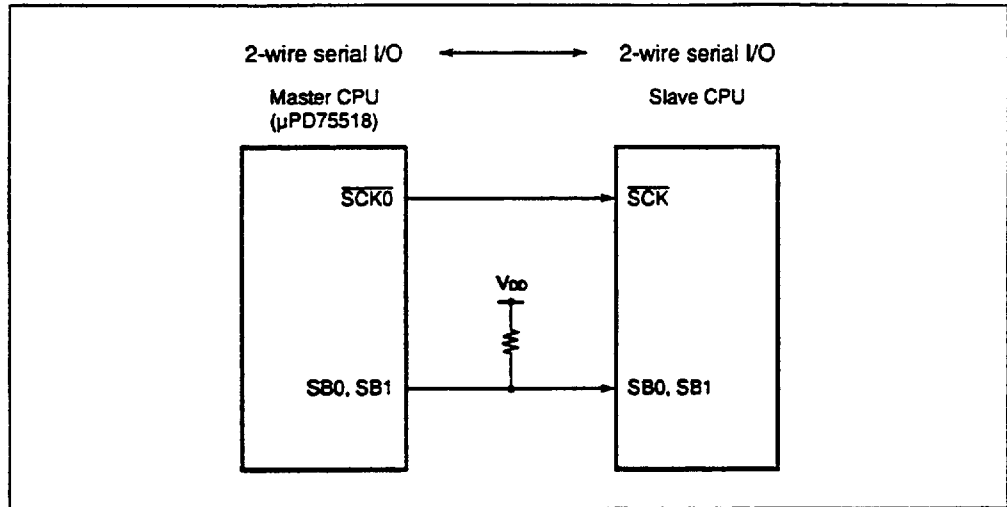 2-wire serial I/O 2-wire serial I/O
Master CPU Slave CPU
(µPD75518)
SCK0 SCK
VDD
SB0, SB1 SB0, SB1